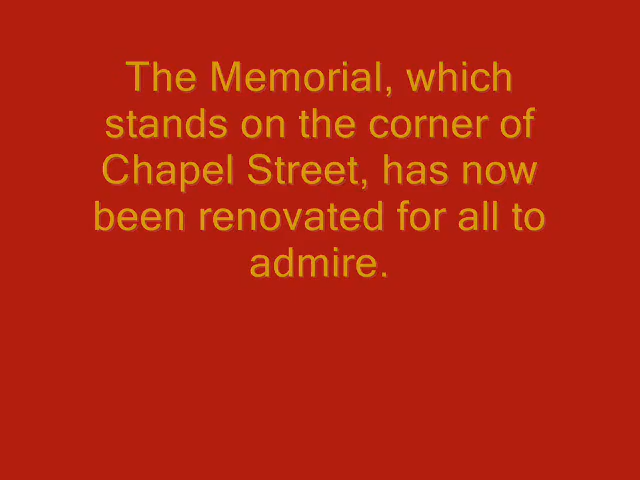 The Memorial, which
stands on the corner of
Chapel Street, has now
been renovated for all to
admire.